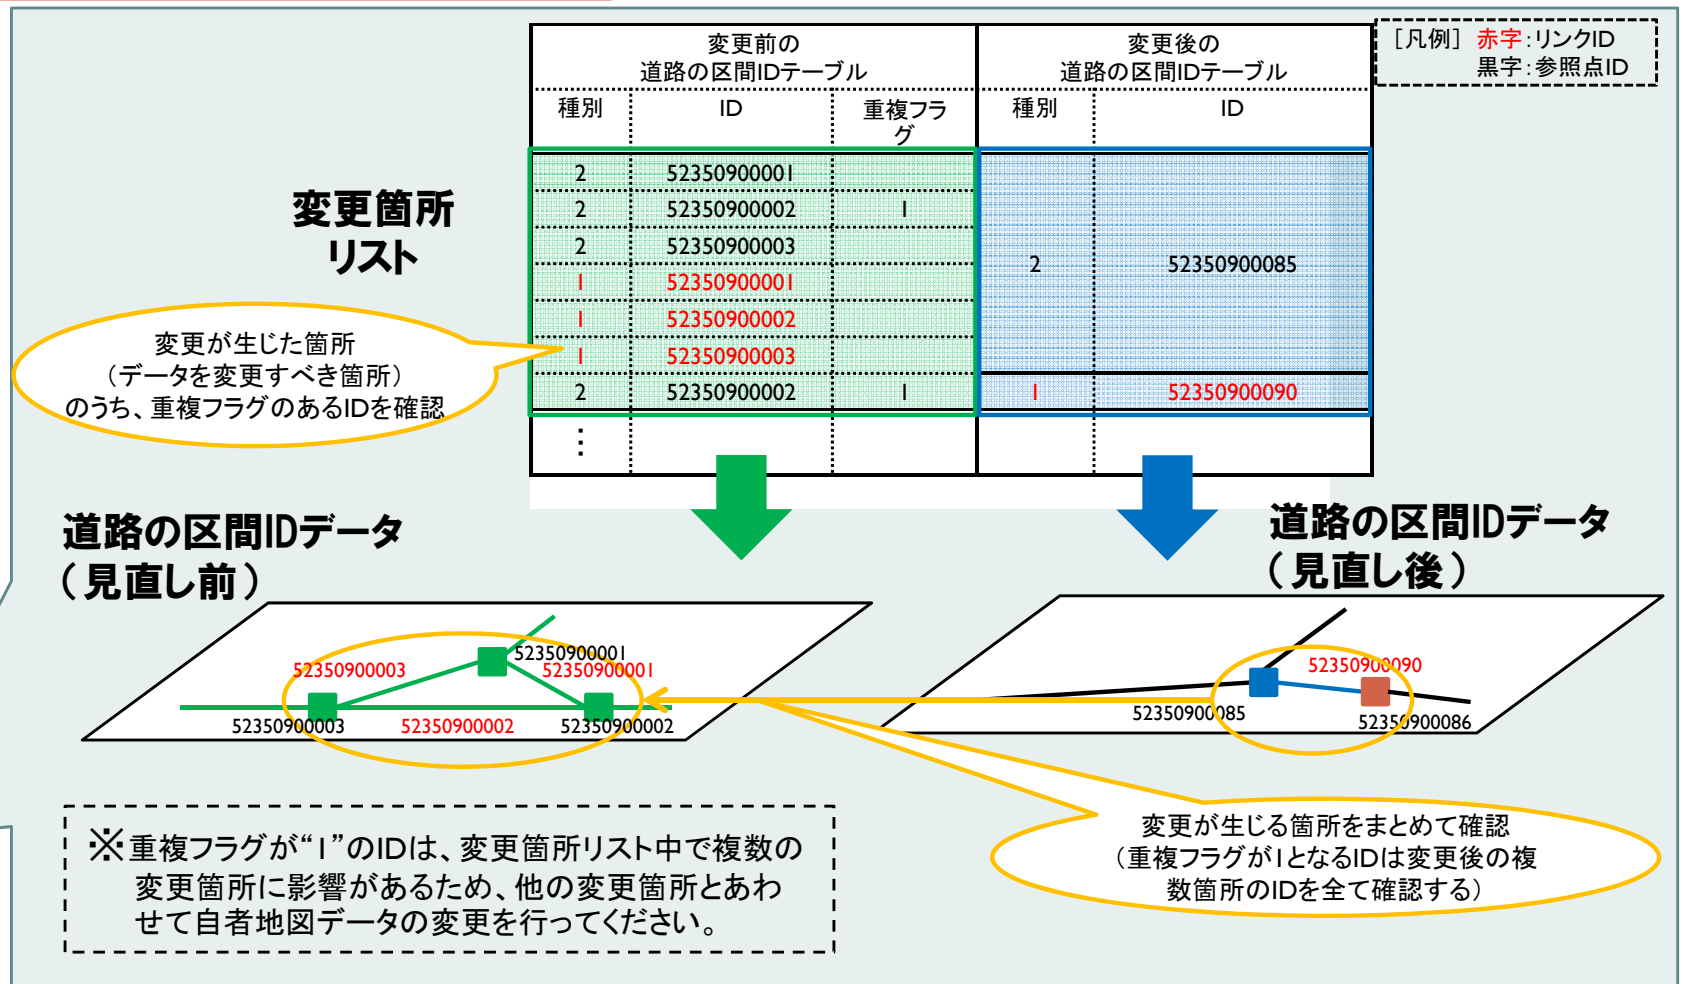 変更前の
道路の区間IDテーブル
変更後の
道路の区間IDテーブル
[凡例] 赤字:リンクID
黒字:参照点ID
種別 ID 重複フラ
グ
種別 ID
変更箇所
リスト
2 52350900001
2 52350900002 1
2 52350900003
1 52350900001
1 52350900002
1 52350900003
2 52350900002 1
⋮
2 52350900085
1 52350900090
変更が生じた箇所
(データを変更すべき箇所)
のうち、重複フラグのあるIDを確認
道路の区間IDデータ
(見直し前)
道路の区間IDデータ
(見直し後)
52350900001
52350900003
52350900001
52350900003
52350900002
52350900002
52350900090
52350900085
52350900086
※重複フラグが“1”のIDは、変更箇所リスト中で複数の
変更箇所に影響があるため、他の変更箇所とあわ
せて自者地図データの変更を行ってください。
変更が生じる箇所をまとめて確認
(重複フラグが1となるIDは変更後の複
数箇所のIDを全て確認する)